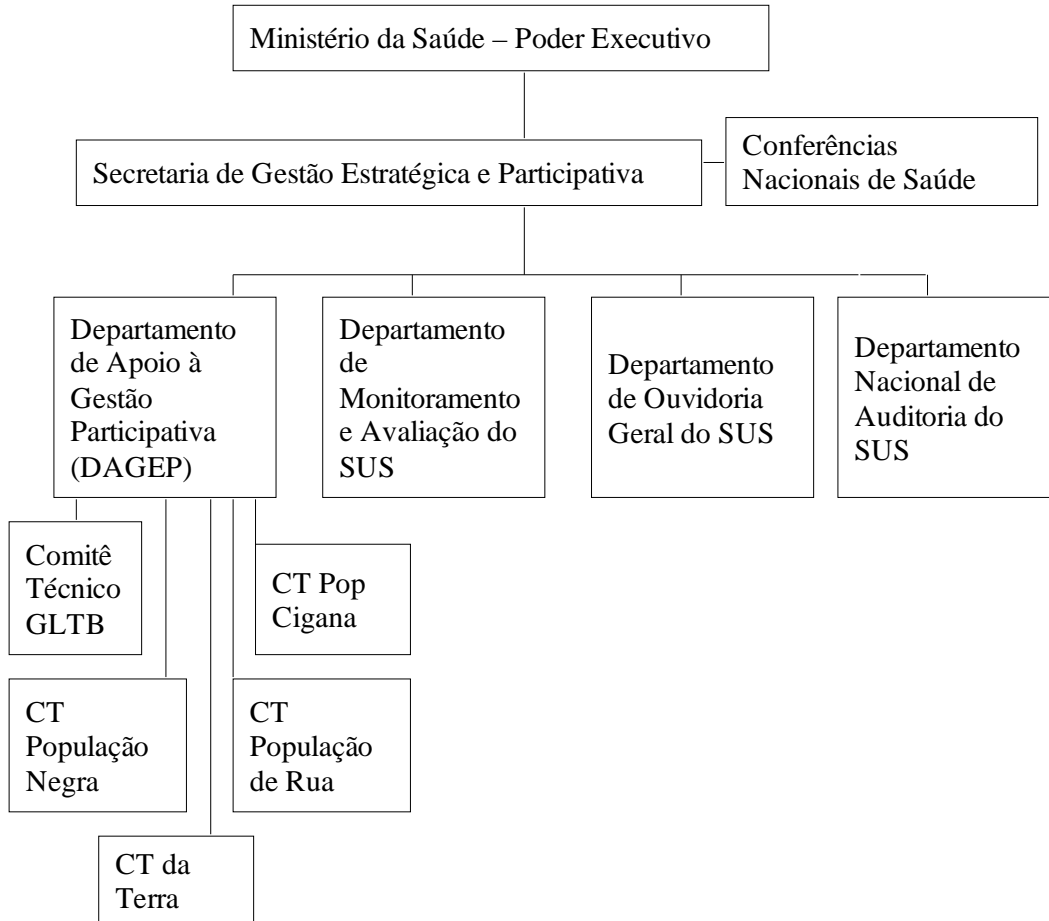 Ministério da Saúde – Poder Executivo
Secretaria de Gestão Estratégica e Participativa
Conferências
Nacionais de Saúde
Departamento
de Apoio à
Gestão
Participativa
(DAGEP)
Departamento
de
Monitoramento
e Avaliação do
SUS
Departamento
de Ouvidoria
Geral do SUS
Departamento
Nacional de
Auditoria do
SUS
Comitê
Técnico
GLTB
CT Pop
Cigana
CT
População
Negra
CT
População
de Rua
CT da
Terra